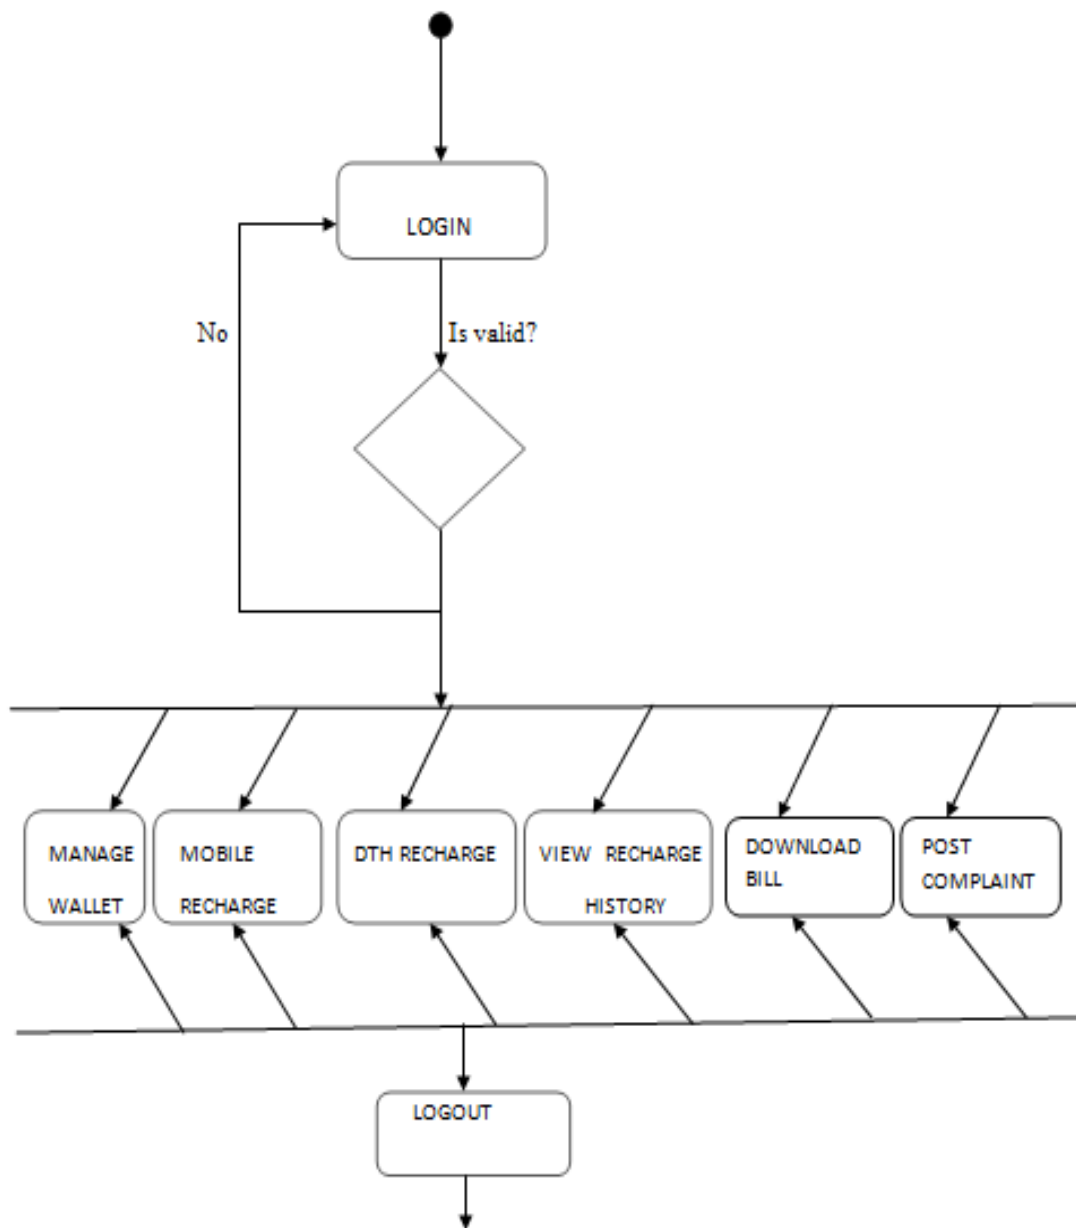 LOGIN
No
Is valid?
MANAGE
WALLET
MOBILE
RECHARGE
DTH RECHARGE
VIEW RECHARGE
HISTORY
DOWNLOAD
BILL
POST
COMPLAINT
LOGOUT